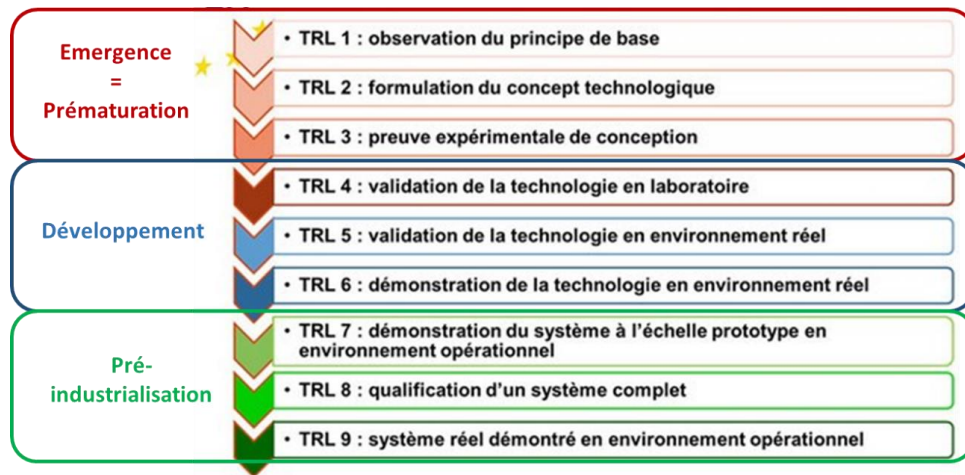 Emergence
=
Prématuration
• TRL 1 : observation du principe de base
• TRL 2 : formulation du concept technologique
• TRL 3 : preuve expérimentale de conception
Développement
• TRL 4 : validation de la technologie en laboratoire
• TRL 5 : validation de la technologie en environnement réel
• TRL 6 : démonstration de la technologie en environnement réel
Pré-
industrialisation
• TRL 7 : démonstration du système à l'échelle prototype en
environnement opérationnel
• TRL 8 : qualification d'un système complet
• TRL 9 : système réel démontré en environnement opérationnel